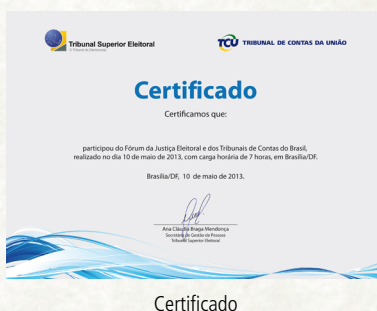 Tribunal Superior Eleitoral
TCU TRIBUNAL DE CONTAS DA UNIÃO
Certificado
Certificamos que:
participou do Fórum da Justiça Eleitoral e dos Tribunais de Contas do Brasil,
realizado no dia 10 de maio de 2013, com carga horária de 7 horas, em Brasília/DF.
Brasília/DF, 10 de maio de 2013.
Ana Cláudia Braga Mendonça
Secretária de Gestão de Pessoas
Tribunal Superior Eleitoral
Certificado